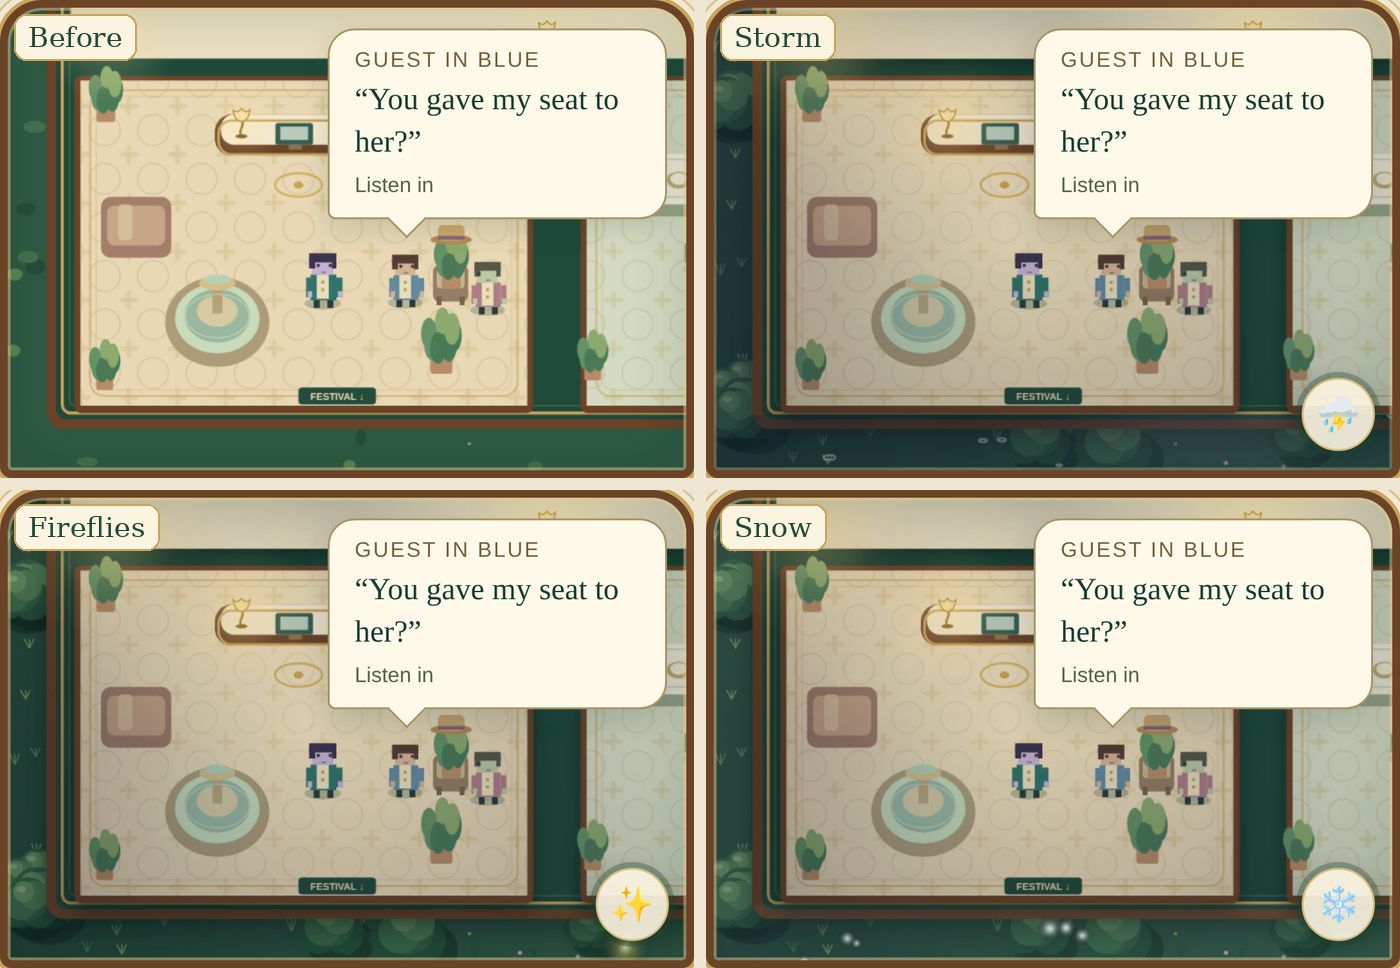 Before
GUEST IN BLUE
“You gave my seat to
her?”
Listen in
FESTIVAL ↓
Storm
GUEST IN BLUE
“You gave my seat to
her?”
Listen in
FESTIVAL ↓
Fireflies
GUEST IN BLUE
“You gave my seat to
her?”
Listen in
FESTIVAL ↓
Snow
GUEST IN BLUE
“You gave my seat to
her?”
Listen in
FESTIVAL ↓